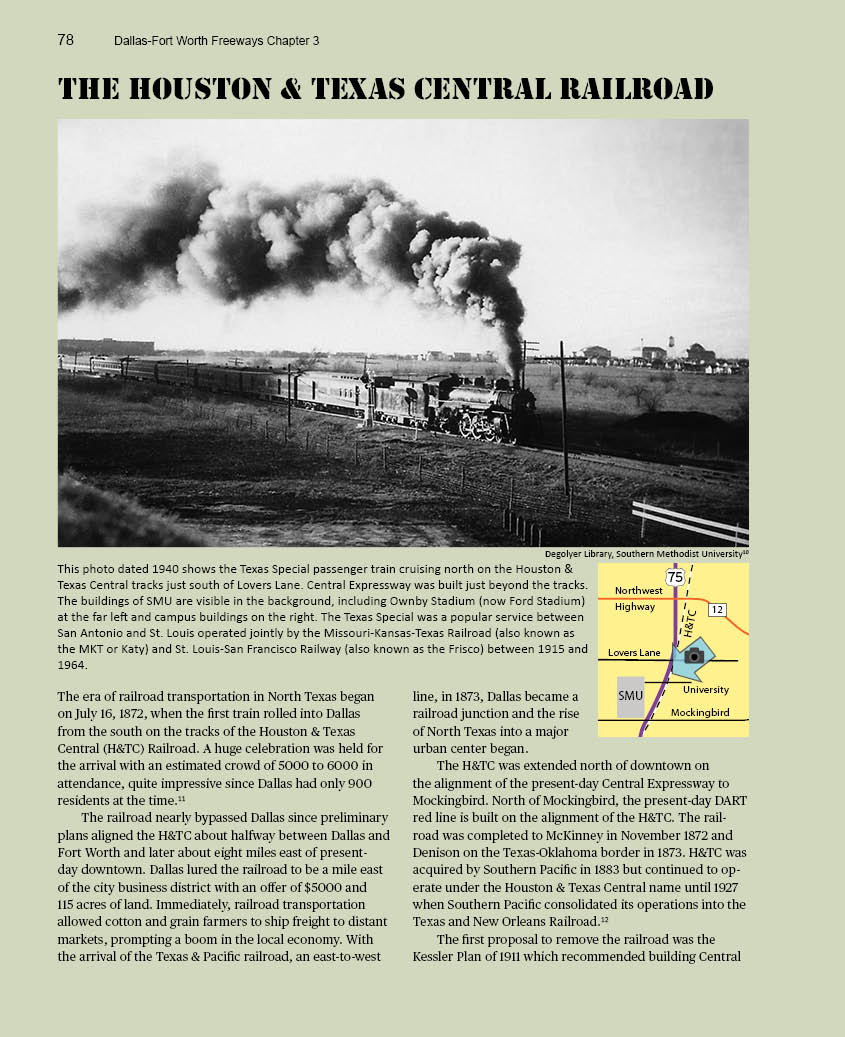 78
Dallas-Fort Worth Freeways Chapter 3
THE HOUSTON & TEXAS CENTRAL RAILROAD
Degolyer Library, Southern Methodist University¹⁰
This photo dated 1940 shows the Texas Special passenger train cruising north on the Houston &
Texas Central tracks just south of Lovers Lane. Central Expressway was built just beyond the tracks.
The buildings of SMU are visible in the background, including Ownby Stadium (now Ford Stadium)
at the far left and campus buildings on the right. The Texas Special was a popular service between
San Antonio and St. Louis operated jointly by the Missouri-Kansas-Texas Railroad (also known as
the MKT or Katy) and St. Louis-San Francisco Railway (also known as the Frisco) between 1915 and
1964.
75
Northwest
Highway
12
H&TC
Lovers Lane
SMU
University
Mockingbird
The era of railroad transportation in North Texas began
on July 16, 1872, when the first train rolled into Dallas
from the south on the tracks of the Houston & Texas
Central (H&TC) Railroad. A huge celebration was held for
the arrival with an estimated crowd of 5000 to 6000 in
attendance, quite impressive since Dallas had only 900
residents at the time.¹¹
The railroad nearly bypassed Dallas since preliminary
plans aligned the H&TC about halfway between Dallas and
Fort Worth and later about eight miles east of present-
day downtown. Dallas lured the railroad to be a mile east
of the city business district with an offer of $5000 and
115 acres of land. Immediately, railroad transportation
allowed cotton and grain farmers to ship freight to distant
markets, prompting a boom in the local economy. With
the arrival of the Texas & Pacific railroad, an east-to-west
line, in 1873, Dallas became a
railroad junction and the rise
of North Texas into a major
urban center began.
The H&TC was extended north of downtown on
the alignment of the present-day Central Expressway to
Mockingbird. North of Mockingbird, the present-day DART
red line is built on the alignment of the H&TC. The rail-
road was completed to McKinney in November 1872 and
Denison on the Texas-Oklahoma border in 1873. H&TC was
acquired by Southern Pacific in 1883 but continued to op-
erate under the Houston & Texas Central name until 1927
when Southern Pacific consolidated its operations into the
Texas and New Orleans Railroad.¹²
The first proposal to remove the railroad was the
Kessler Plan of 1911 which recommended building Central